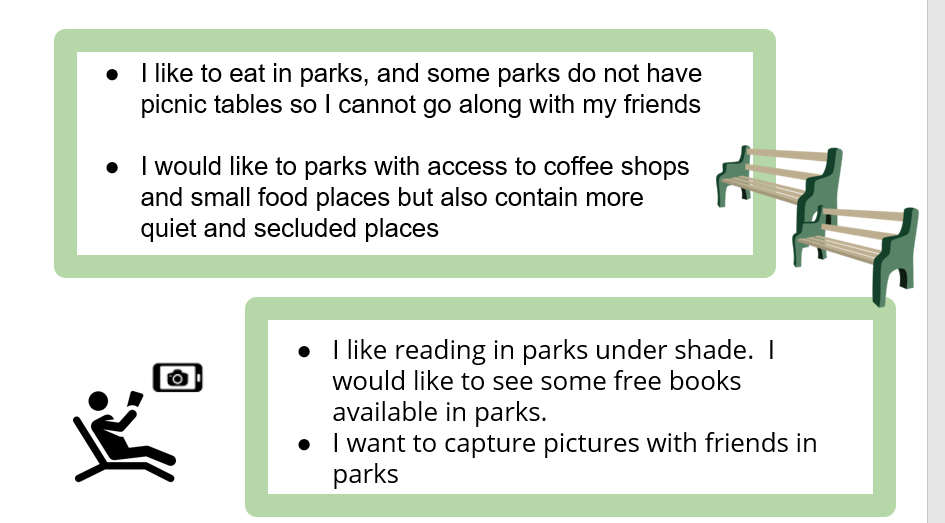 ● I like to eat in parks, and some parks do not have
picnic tables so I cannot go along with my friends
● I would like to parks with access to coffee shops
and small food places but also contain more
quiet and secluded places
● I like reading in parks under shade.  I
would like to see some free books
available in parks.
● I want to capture pictures with friends in
parks